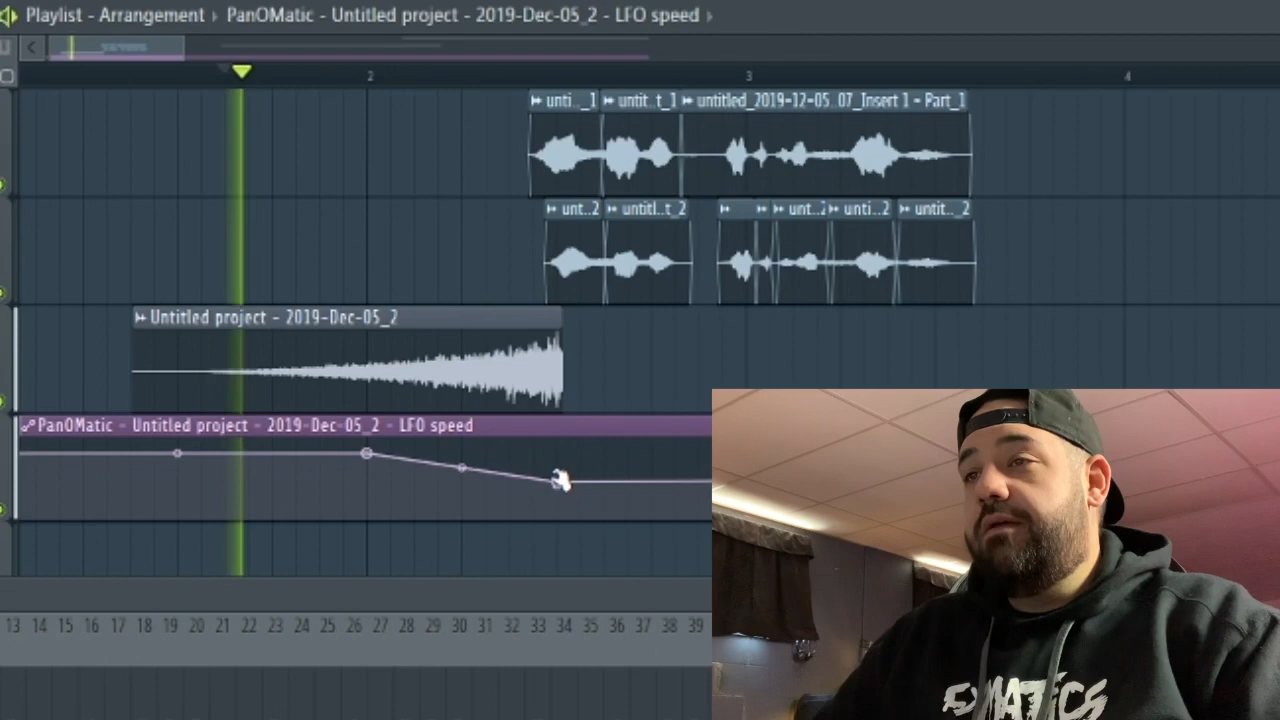 Playlist - Arrangement › PanOMatic - Untitled project - 2019-Dec-05_2 - LFO speed ›
2 3 4
unti.._1 untit..t_1 untitled_2019-12-05..07_Insert 1 - Part_1
unt..2 untitl..t_2 unt..2 unti..2 untit.._2
Untitled project - 2019-Dec-05_2
PanOMatic - Untitled project - 2019-Dec-05_2 - LFO speed
13 14 15 16 17 18 19 20 21 22 23 24 25 26 27 28 29 30 31 32 33 34 35 36 37 38 39